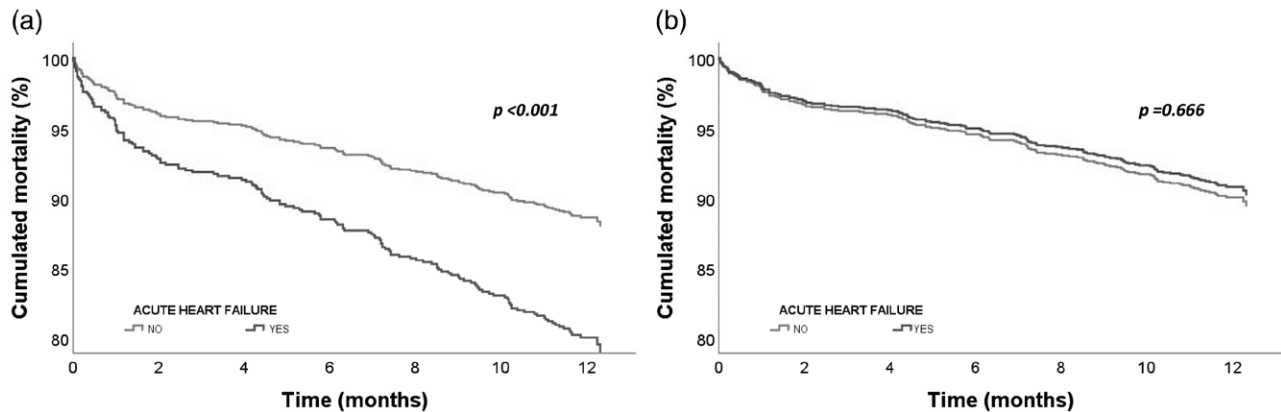 (a)
Cumulated mortality (%)
100
95
90
85
80
p <0.001
ACUTE HEART FAILURE
NO YES
0 2 4 6 8 10 12
Time (months)
(b)
Cumulated mortality (%)
100
95
90
85
80
p =0.666
ACUTE HEART FAILURE
NO YES
0 2 4 6 8 10 12
Time (months)